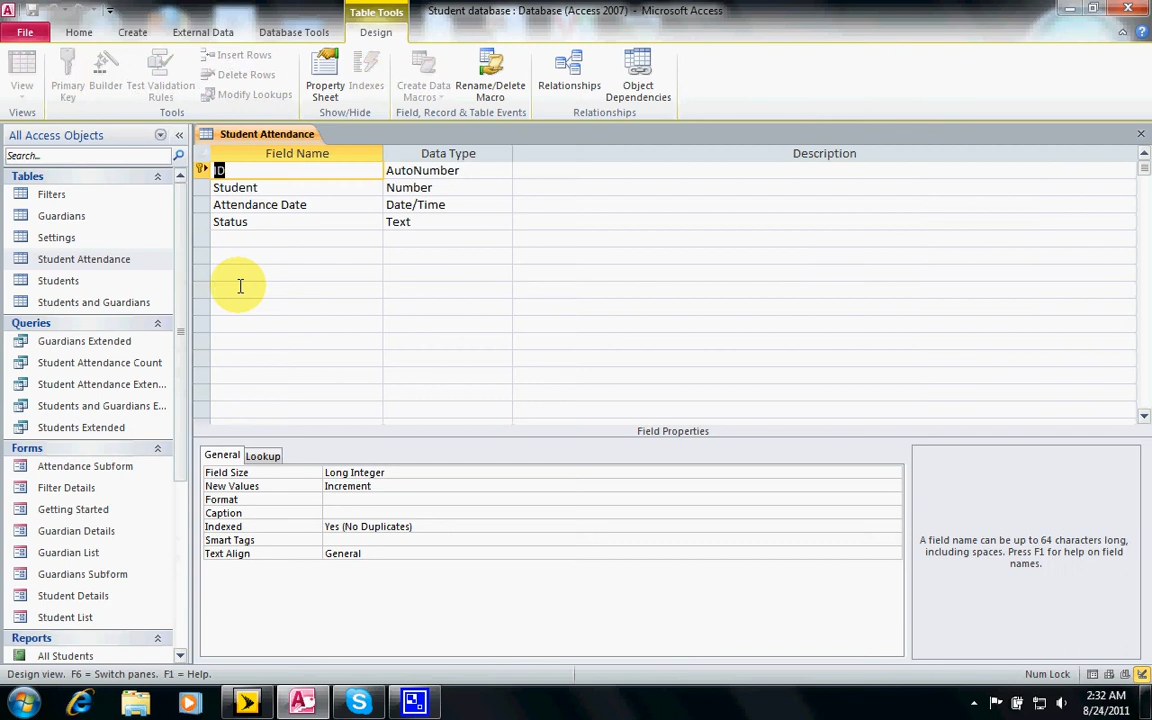 Table Tools
Student database : Database (Access 2007) - Microsoft Access
File
Home
Create
External Data
Database Tools
Design
View
Primary Key
Builder
Test Validation Rules
Insert Rows
Delete Rows
Modify Lookups
Property Sheet
Indexes
Create Data Macros
Rename/Delete Macro
Relationships
Object Dependencies
Views
Tools
Show/Hide
Field, Record & Table Events
Relationships
All Access Objects
Search...
Tables
Filters
Guardians
Settings
Student Attendance
Students
Students and Guardians
Queries
Guardians Extended
Student Attendance Count
Student Attendance Exten...
Students and Guardians E...
Students Extended
Forms
Attendance Subform
Filter Details
Getting Started
Guardian Details
Guardian List
Guardians Subform
Student Details
Student List
Reports
All Students
Student Attendance
Field Name Data Type Description
ID AutoNumber
Student Number
Attendance Date Date/Time
Status Text
Field Properties
General Lookup
Field Size Long Integer
New Values Increment
Format
Caption
Indexed Yes (No Duplicates)
Smart Tags
Text Align General
A field name can be up to 64 characters long,
including spaces. Press F1 for help on field
names.
Design view. F6 = Switch panes. F1 = Help.
Num Lock
2:32 AM
8/24/2011